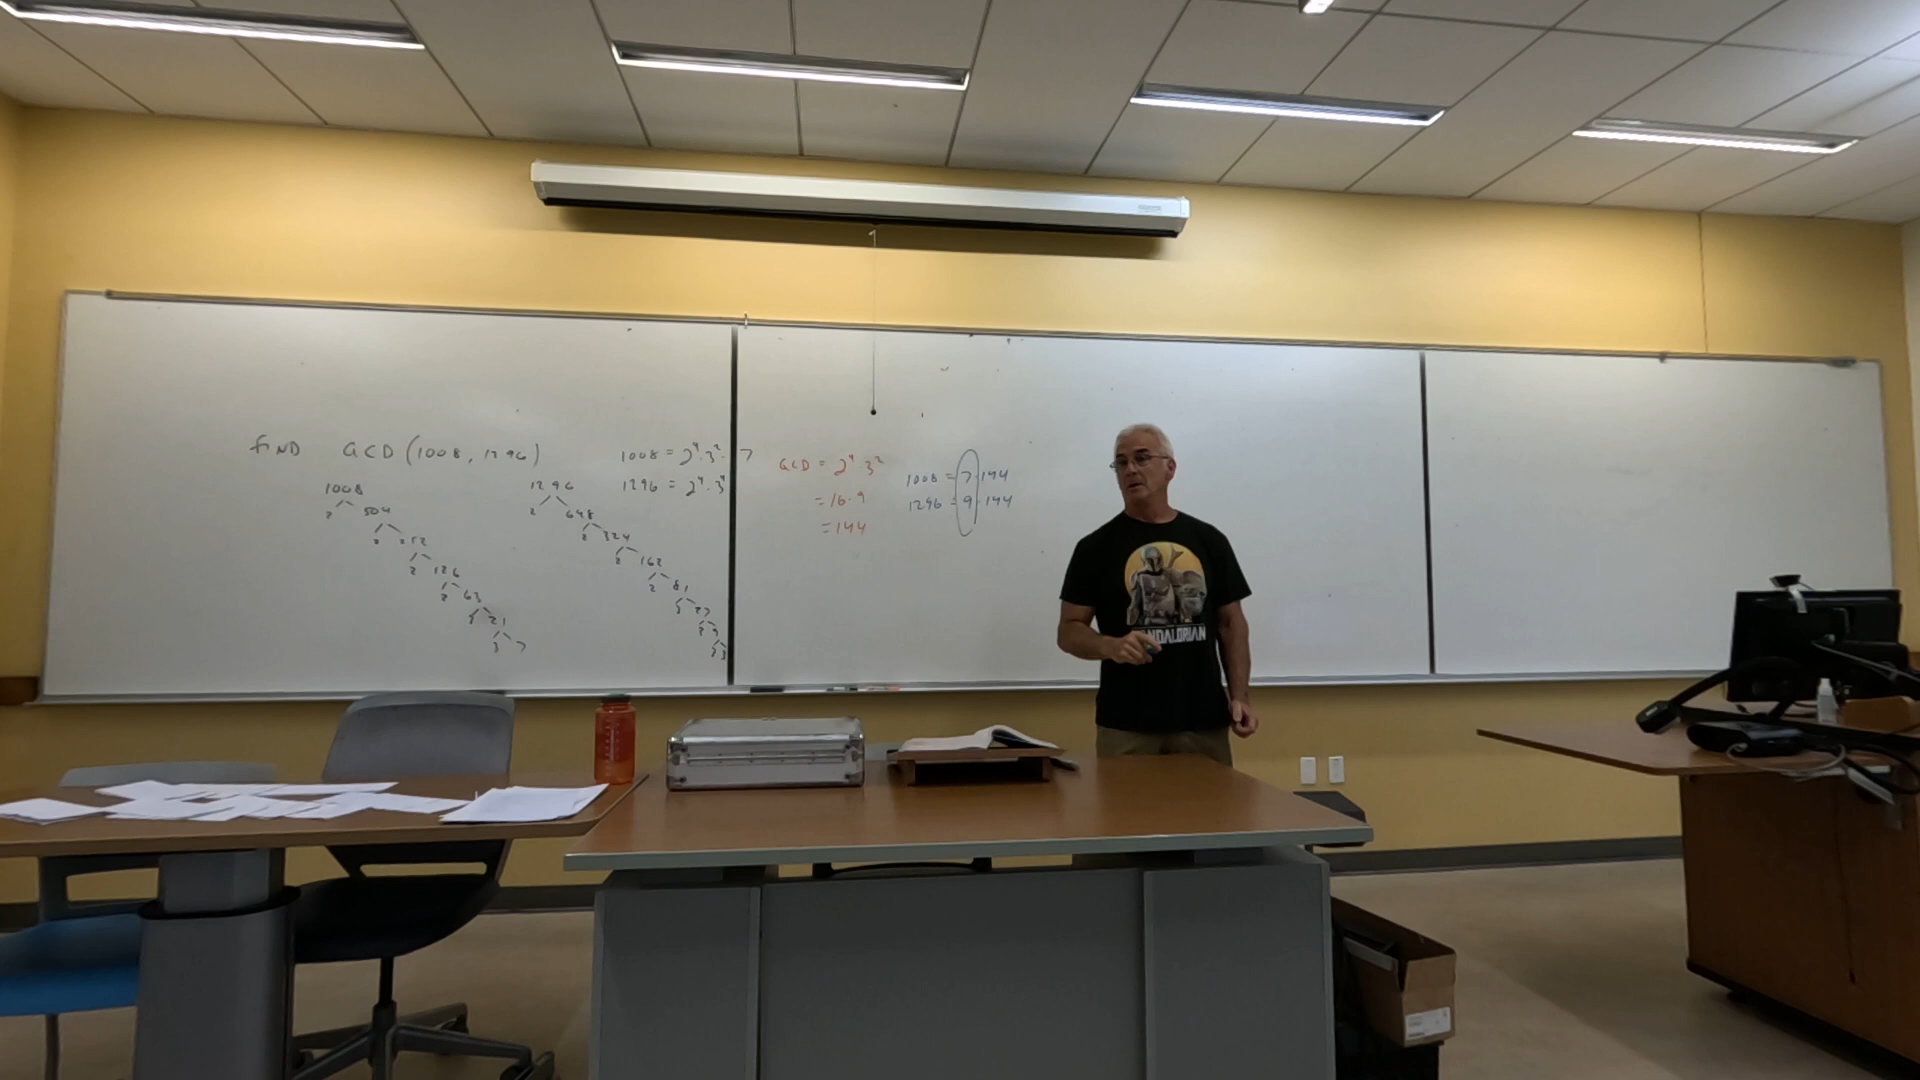 FIND GCD(1008, 1296)
1008
2 504
2 252
2 126
2 63
3 21
3 7
1296
2 648
2 324
2 162
2 81
3 27
3 9
3 3
1008 = 2⁴·3²·7
1296 = 2⁴·3⁴
GCD = 2⁴·3²
= 16·9
= 144
1008 = 7·144
1296 = 9·144
MANDALORIAN